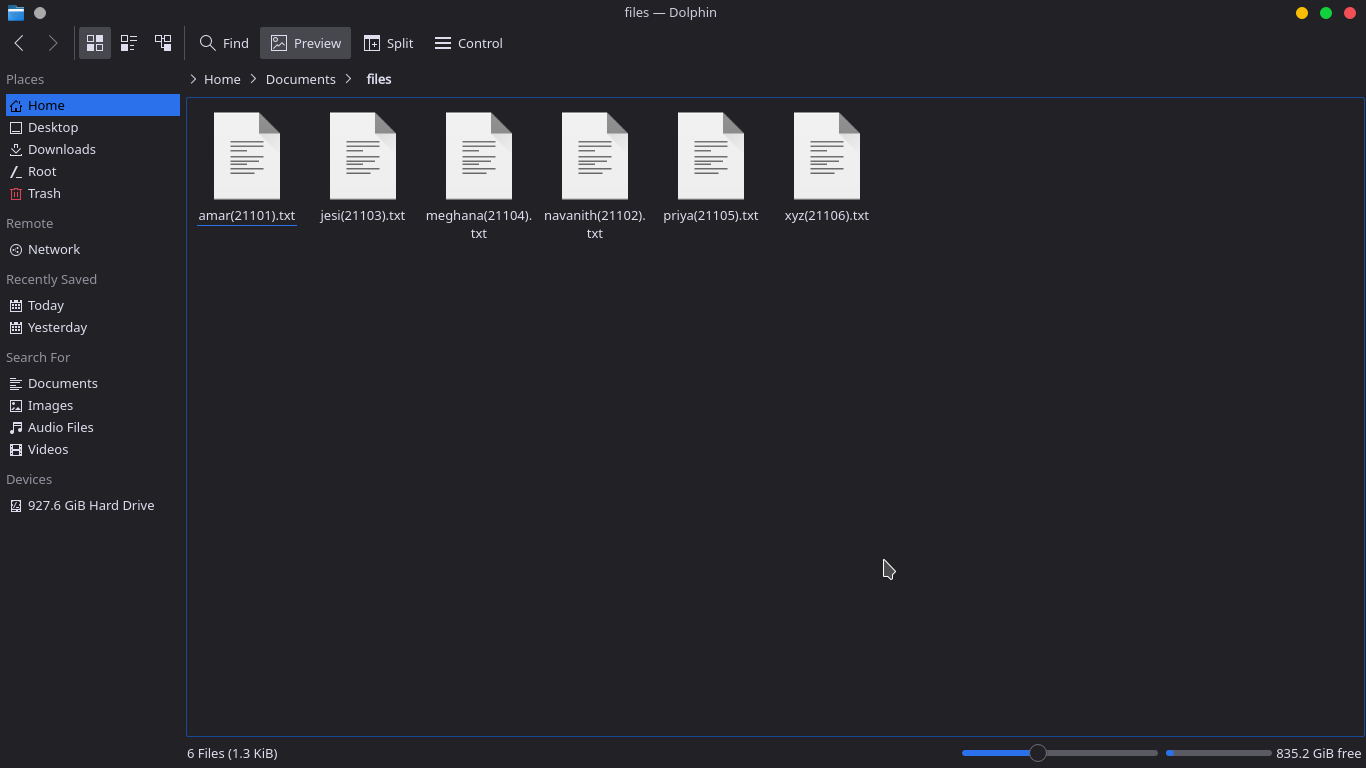 files — Dolphin
Find
Preview
Split
Control
Places
Home
Desktop
Downloads
Root
Trash
Remote
Network
Recently Saved
Today
Yesterday
Search For
Documents
Images
Audio Files
Videos
Devices
927.6 GiB Hard Drive
Home
Documents
files
amar(21101).txt
jesi(21103).txt
meghana(21104).
txt
navanith(21102).
txt
priya(21105).txt
xyz(21106).txt
6 Files (1.3 KiB)
835.2 GiB free